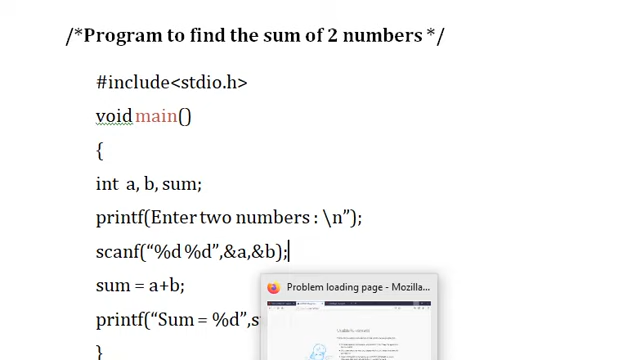 /*Program to find the sum of 2 numbers */
#include<stdio.h>
void main()
{
int  a, b, sum;
printf(Enter two numbers : \n”);
scanf(“%d %d”,&a,&b);
sum = a+b;
Problem loading page - Mozilla...
printf(“Sum = %d”,s
}